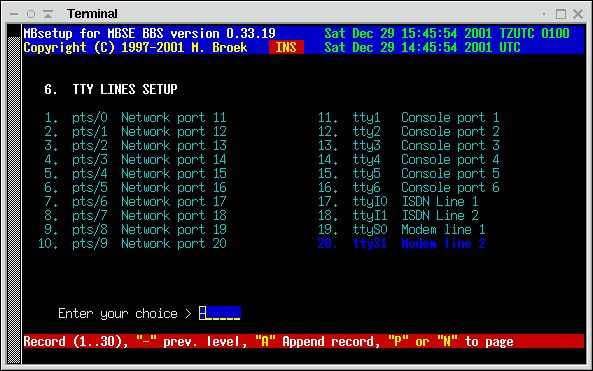 Terminal
MBsetup for MBSE BBS version 0.33.19 Sat Dec 29 15:45:54 2001 TZUTC 0100
Copyright (C) 1997-2001 M. Broek INS Sat Dec 29 14:45:54 2001 UTC
6. TTY LINES SETUP
1. pts/0 Network port 11 11. tty1 Console port 1
2. pts/1 Network port 12 12. tty2 Console port 2
3. pts/2 Network port 13 13. tty3 Console port 3
4. pts/3 Network port 14 14. tty4 Console port 4
5. pts/4 Network port 15 15. tty5 Console port 5
6. pts/5 Network port 16 16. tty6 Console port 6
7. pts/6 Network port 17 17. ttyI0 ISDN Line 1
8. pts/7 Network port 18 18. ttyI1 ISDN Line 2
9. pts/8 Network port 19 19. ttyS0 Modem line 1
10. pts/9 Network port 20 20. ttyS1 Modem line 2
Enter your choice > -_____
Record (1..30), "-" prev. level, "A" Append record, "P" or "N" to page